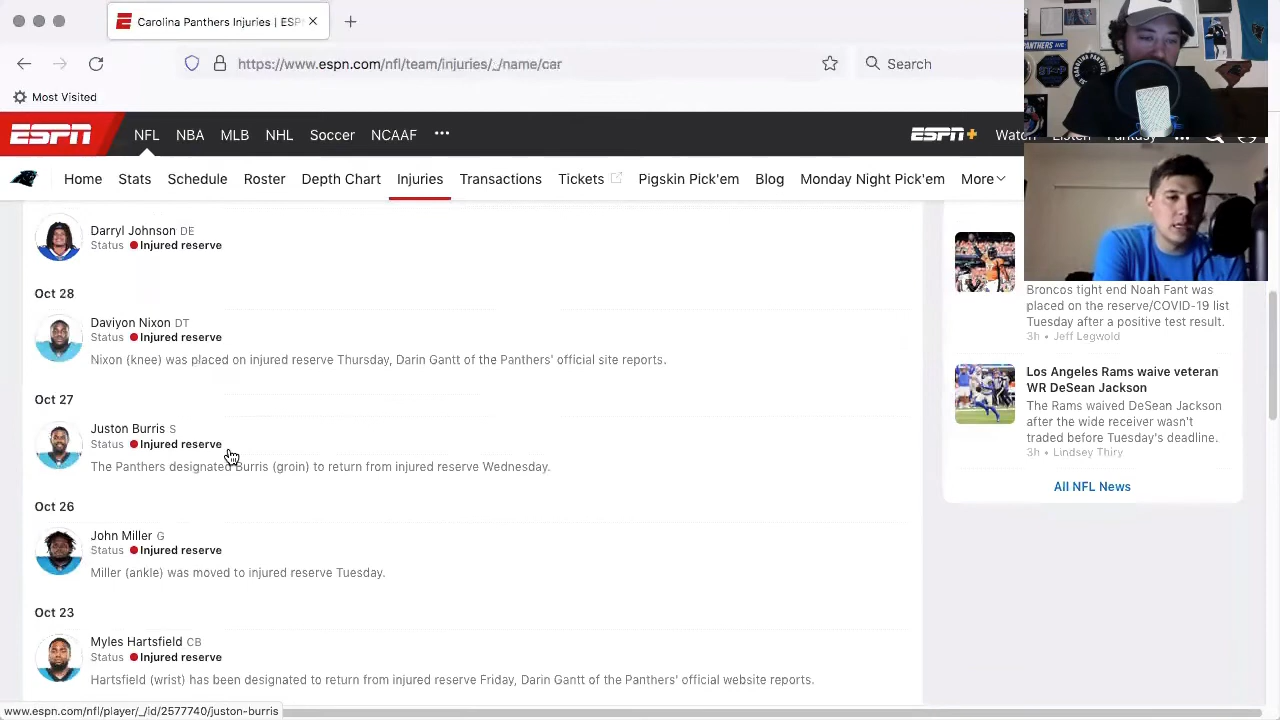 Carolina Panthers Injuries | ESP
https://www.espn.com/nfl/team/injuries/_/name/car
Search
Most Visited
ESPN NFL NBA MLB NHL Soccer NCAAF ••• ESPN+ Watch Listen Fantasy
Home Stats Schedule Roster Depth Chart Injuries Transactions Tickets Pigskin Pick'em Blog Monday Night Pick'em More
PANTHERS AVE
Darryl Johnson DE
Status Injured reserve
Oct 28
Daviyon Nixon DT
Status Injured reserve
Nixon (knee) was placed on injured reserve Thursday, Darin Gantt of the Panthers' official site reports.
Oct 27
Juston Burris S
Status Injured reserve
The Panthers designated Burris (groin) to return from injured reserve Wednesday.
Oct 26
John Miller G
Status Injured reserve
Miller (ankle) was moved to injured reserve Tuesday.
Oct 23
Myles Hartsfield CB
Status Injured reserve
Hartsfield (wrist) has been designated to return from injured reserve Friday, Darin Gantt of the Panthers' official website reports.
Broncos tight end Noah Fant was
placed on the reserve/COVID-19 list
Tuesday after a positive test result.
3h • Jeff Legwold
Los Angeles Rams waive veteran
WR DeSean Jackson
The Rams waived DeSean Jackson
after the wide receiver wasn't
traded before Tuesday's deadline.
3h • Lindsey Thiry
All NFL News
www.espn.com/nfl/player/_/id/2577740/juston-burris